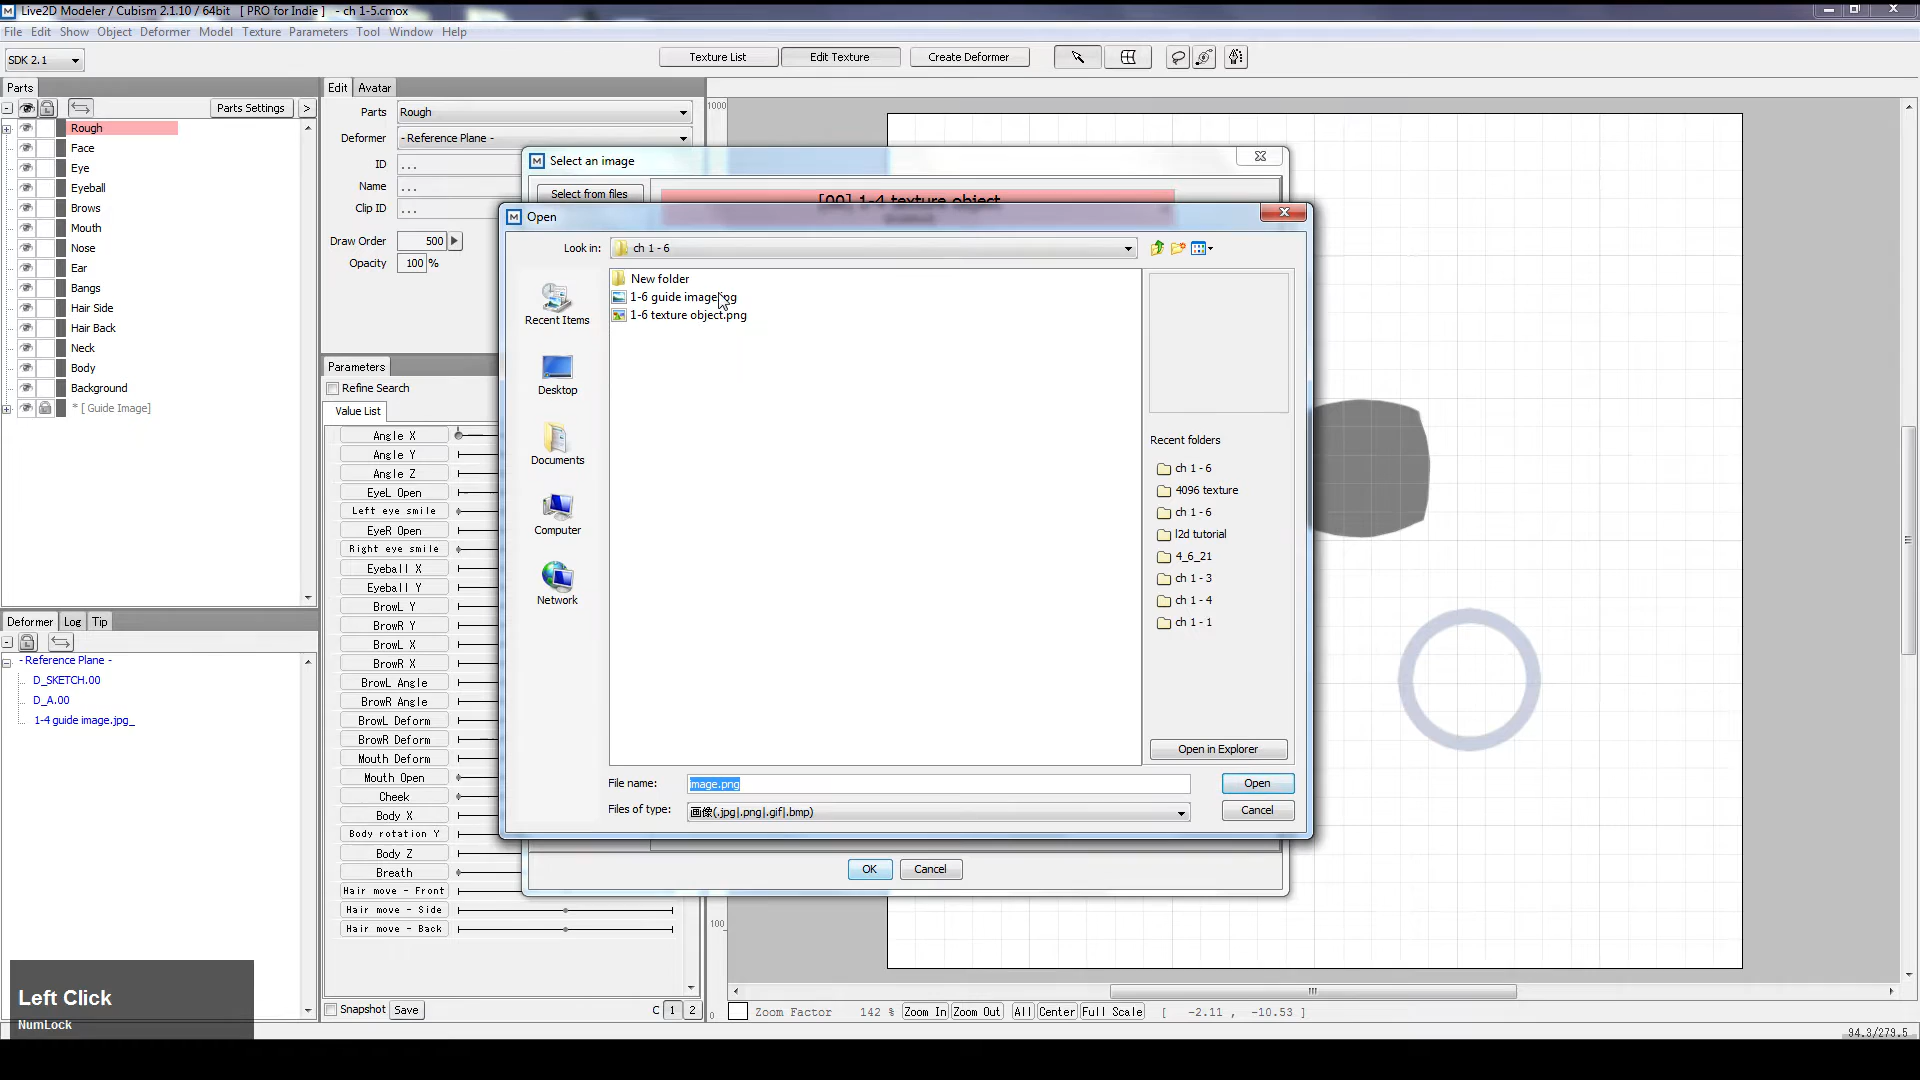 Live2D Modeler / Cubism 2.1.10 / 64bit [ PRO for Indie ] - ch 1-5.cmox
File Edit Show Object Deformer Model Texture Parameters Tool Window Help
SDK 2.1
Texture List
Edit Texture
Create Deformer
Parts
Parts Settings
>
Rough
Face
Eye
Eyeball
Brows
Mouth
Nose
Ear
Bangs
Hair Side
Hair Back
Neck
Body
Background
* [ Guide Image]
Edit Avatar
Parts Rough
Deformer - Reference Plane -
ID ...
Name ...
Clip ID ...
Draw Order 500
Opacity 100 %
Parameters
Refine Search
Value List
Angle X
Angle Y
Angle Z
EyeL Open
Left eye smile
EyeR Open
Right eye smile
Eyeball X
Eyeball Y
BrowL Y
BrowR Y
BrowL X
BrowR X
BrowL Angle
BrowR Angle
BrowL Deform
BrowR Deform
Mouth Deform
Mouth Open
Cheek
Body X
Body rotation Y
Body Z
Breath
Hair move - Front
Hair move - Side
Hair move - Back
Snapshot Save
C 1 2
Deformer Log Tip
- Reference Plane -
D_SKETCH.00
D_A.00
1-4 guide image.jpg_
Left Click
NumLock
Select an image
Select from files
[00] 1-4 texture object
Open
Look in: ch 1 - 6
Recent Items
Desktop
Documents
Computer
Network
New folder
1-6 guide image.png
1-6 texture object.png
Recent folders
ch 1 - 6
4096 texture
ch 1 - 6
l2d tutorial
4_6_21
ch 1 - 3
ch 1 - 4
ch 1 - 1
Open in Explorer
File name: image.png
Open
Files of type: 画像(.jpg|.png|.gif|.bmp)
Cancel
OK Cancel
1000
100
0
Zoom Factor 142 % Zoom In Zoom Out All Center Full Scale [ -2.11 , -10.53 ]
94.3/279.5